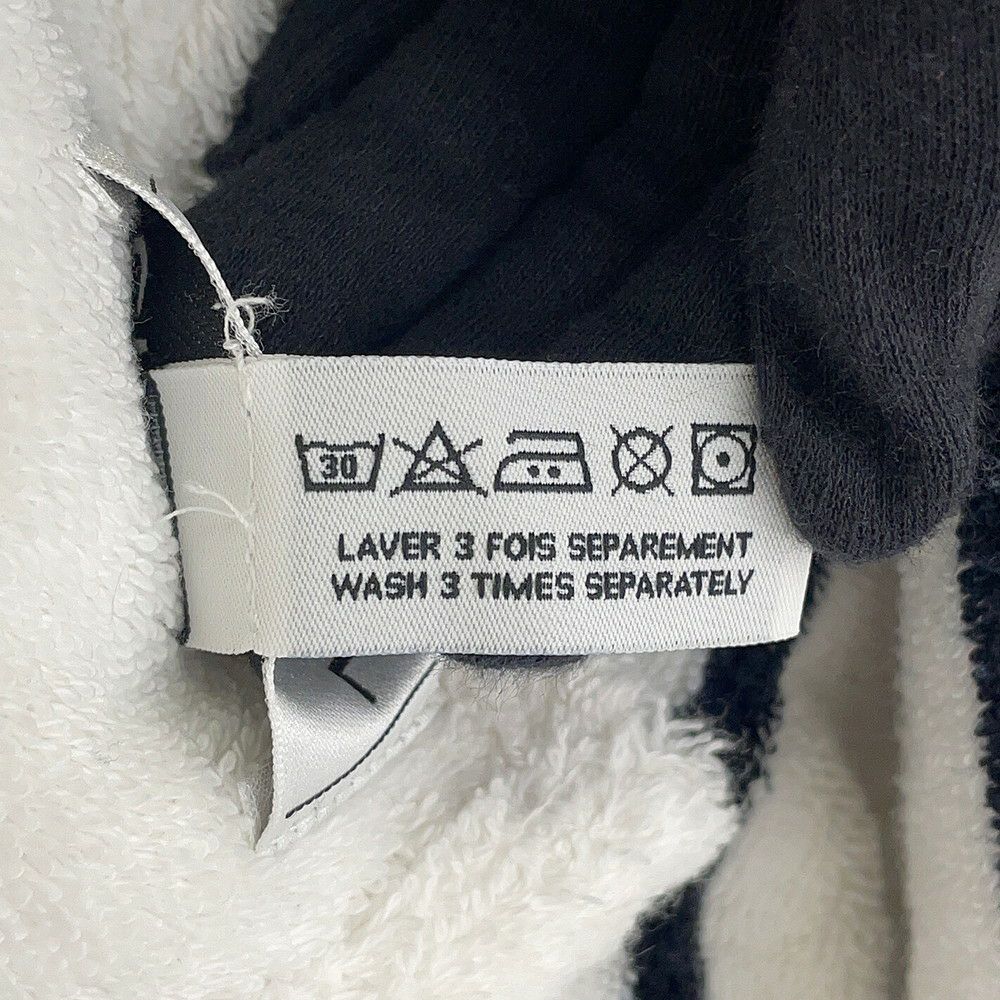 30
LAVER 3 FOIS SEPAREMENT
WASH 3 TIMES SEPARATELY